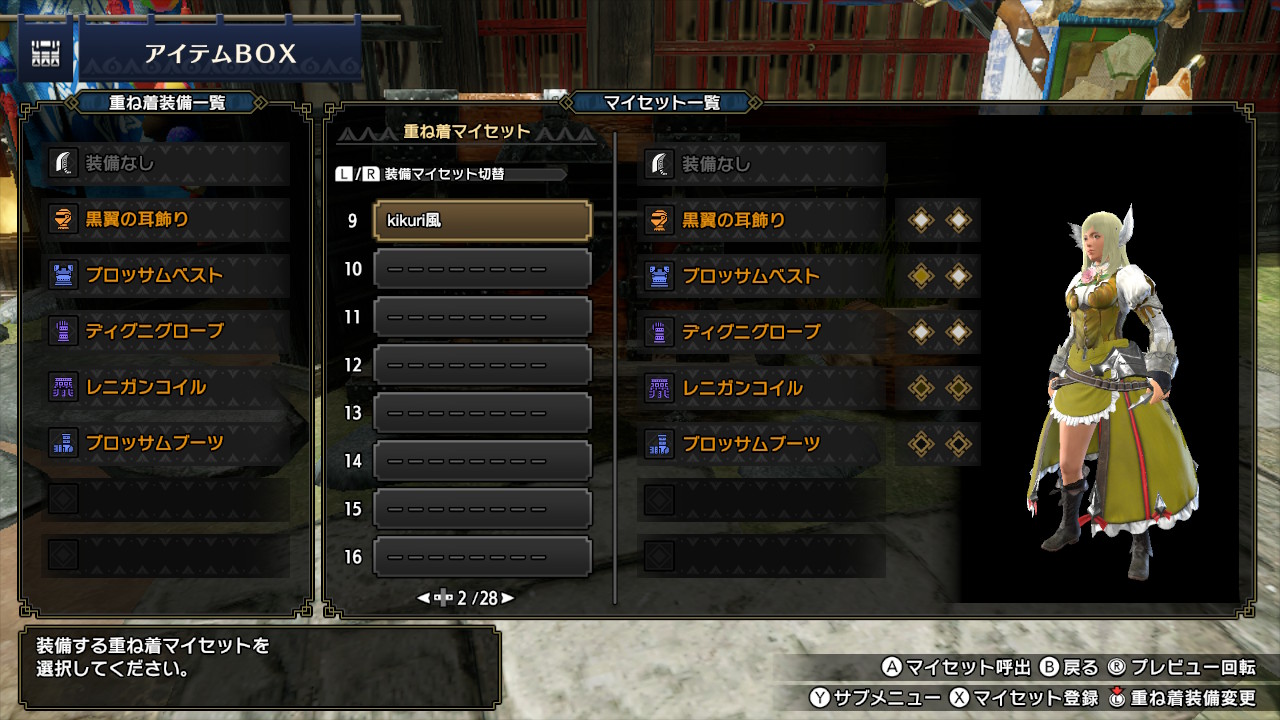 アイテムBOX
重ね着装備一覧
装備なし
黒翼の耳飾り
ブロッサムベスト
ディグニグローブ
レニガンコイル
ブロッサムブーツ
マイセット一覧
重ね着マイセット
L/R 装備マイセット切替
9 kikuri風
10 --------
11 --------
12 --------
13 --------
14 --------
15 --------
16 --------
2 /28
装備なし
黒翼の耳飾り
ブロッサムベスト
ディグニグローブ
レニガンコイル
ブロッサムブーツ
装備する重ね着マイセットを
選択してください。
Aマイセット呼出 B戻る Rプレビュー回転
Yサブメニュー Xマイセット登録 L重ね着装備変更